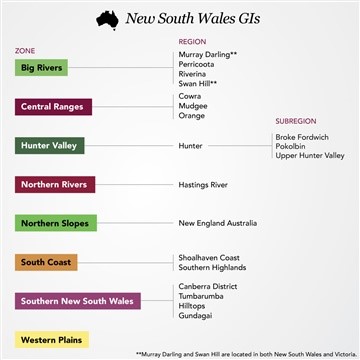 New South Wales GIs
ZONE
REGION
Big Rivers
Murray Darling**
Perricoota
Riverina
Swan Hill**
Central Ranges
Cowra
Mudgee
Orange
SUBREGION
Hunter Valley
Hunter
Broke Fordwich
Pokolbin
Upper Hunter Valley
Northern Rivers
Hastings River
Northern Slopes
New England Australia
South Coast
Shoalhaven Coast
Southern Highlands
Southern New South Wales
Canberra District
Tumbarumba
Hilltops
Gundagai
Western Plains
**Murray Darling and Swan Hill are located in both New South Wales and Victoria.